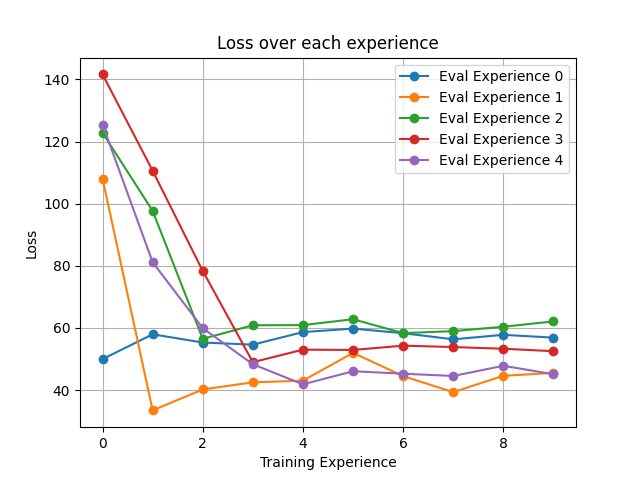 Loss over each experience
Eval Experience 0
Eval Experience 1
Eval Experience 2
Eval Experience 3
Eval Experience 4
140
120
100
80
60
40
Loss
0 2 4 6 8
Training Experience